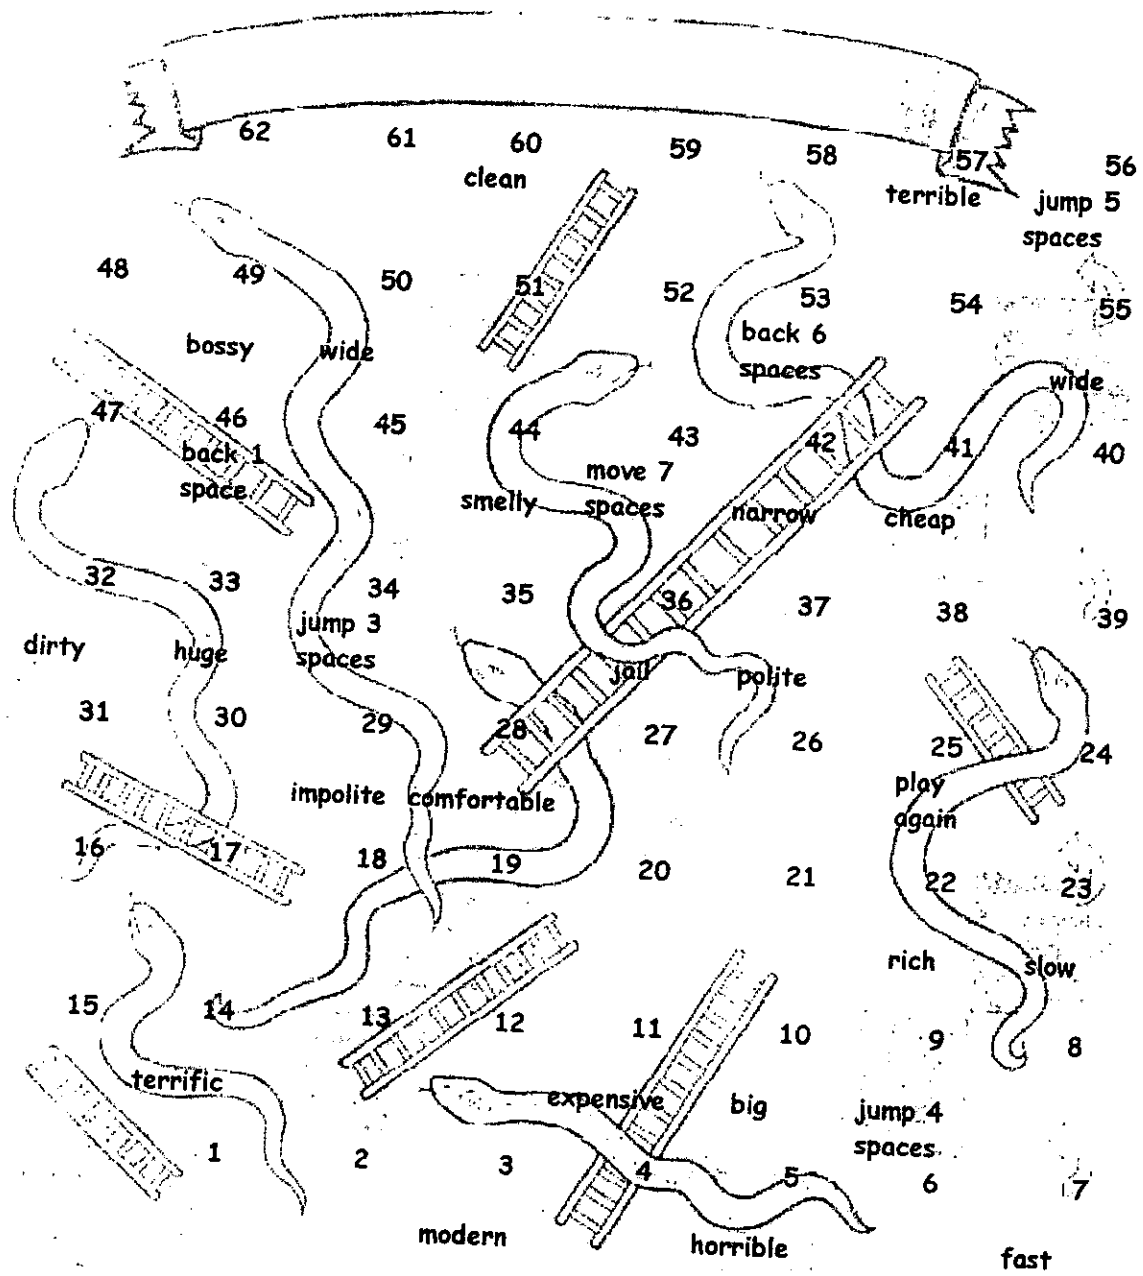 62 61 60 59 58 57 56
clean terrible jump 5
spaces
48 49 50 51 52 53 54 55
bossy wide back 6
spaces wide
47 46 45 44 43 42 41 40
back 1
space smelly move 7
spaces narrow cheap
32 33 34 35 36 37 38 39
dirty huge jump 3
spaces jail polite
31 30 29 28 27 26 25 24
impolite comfortable play
again
16 17 18 19 20 21 22 23
rich slow
15 14 13 12 11 10 9 8
terrific expensive big jump 4
spaces
1 2 3 4 5 6 7
modern horrible fast